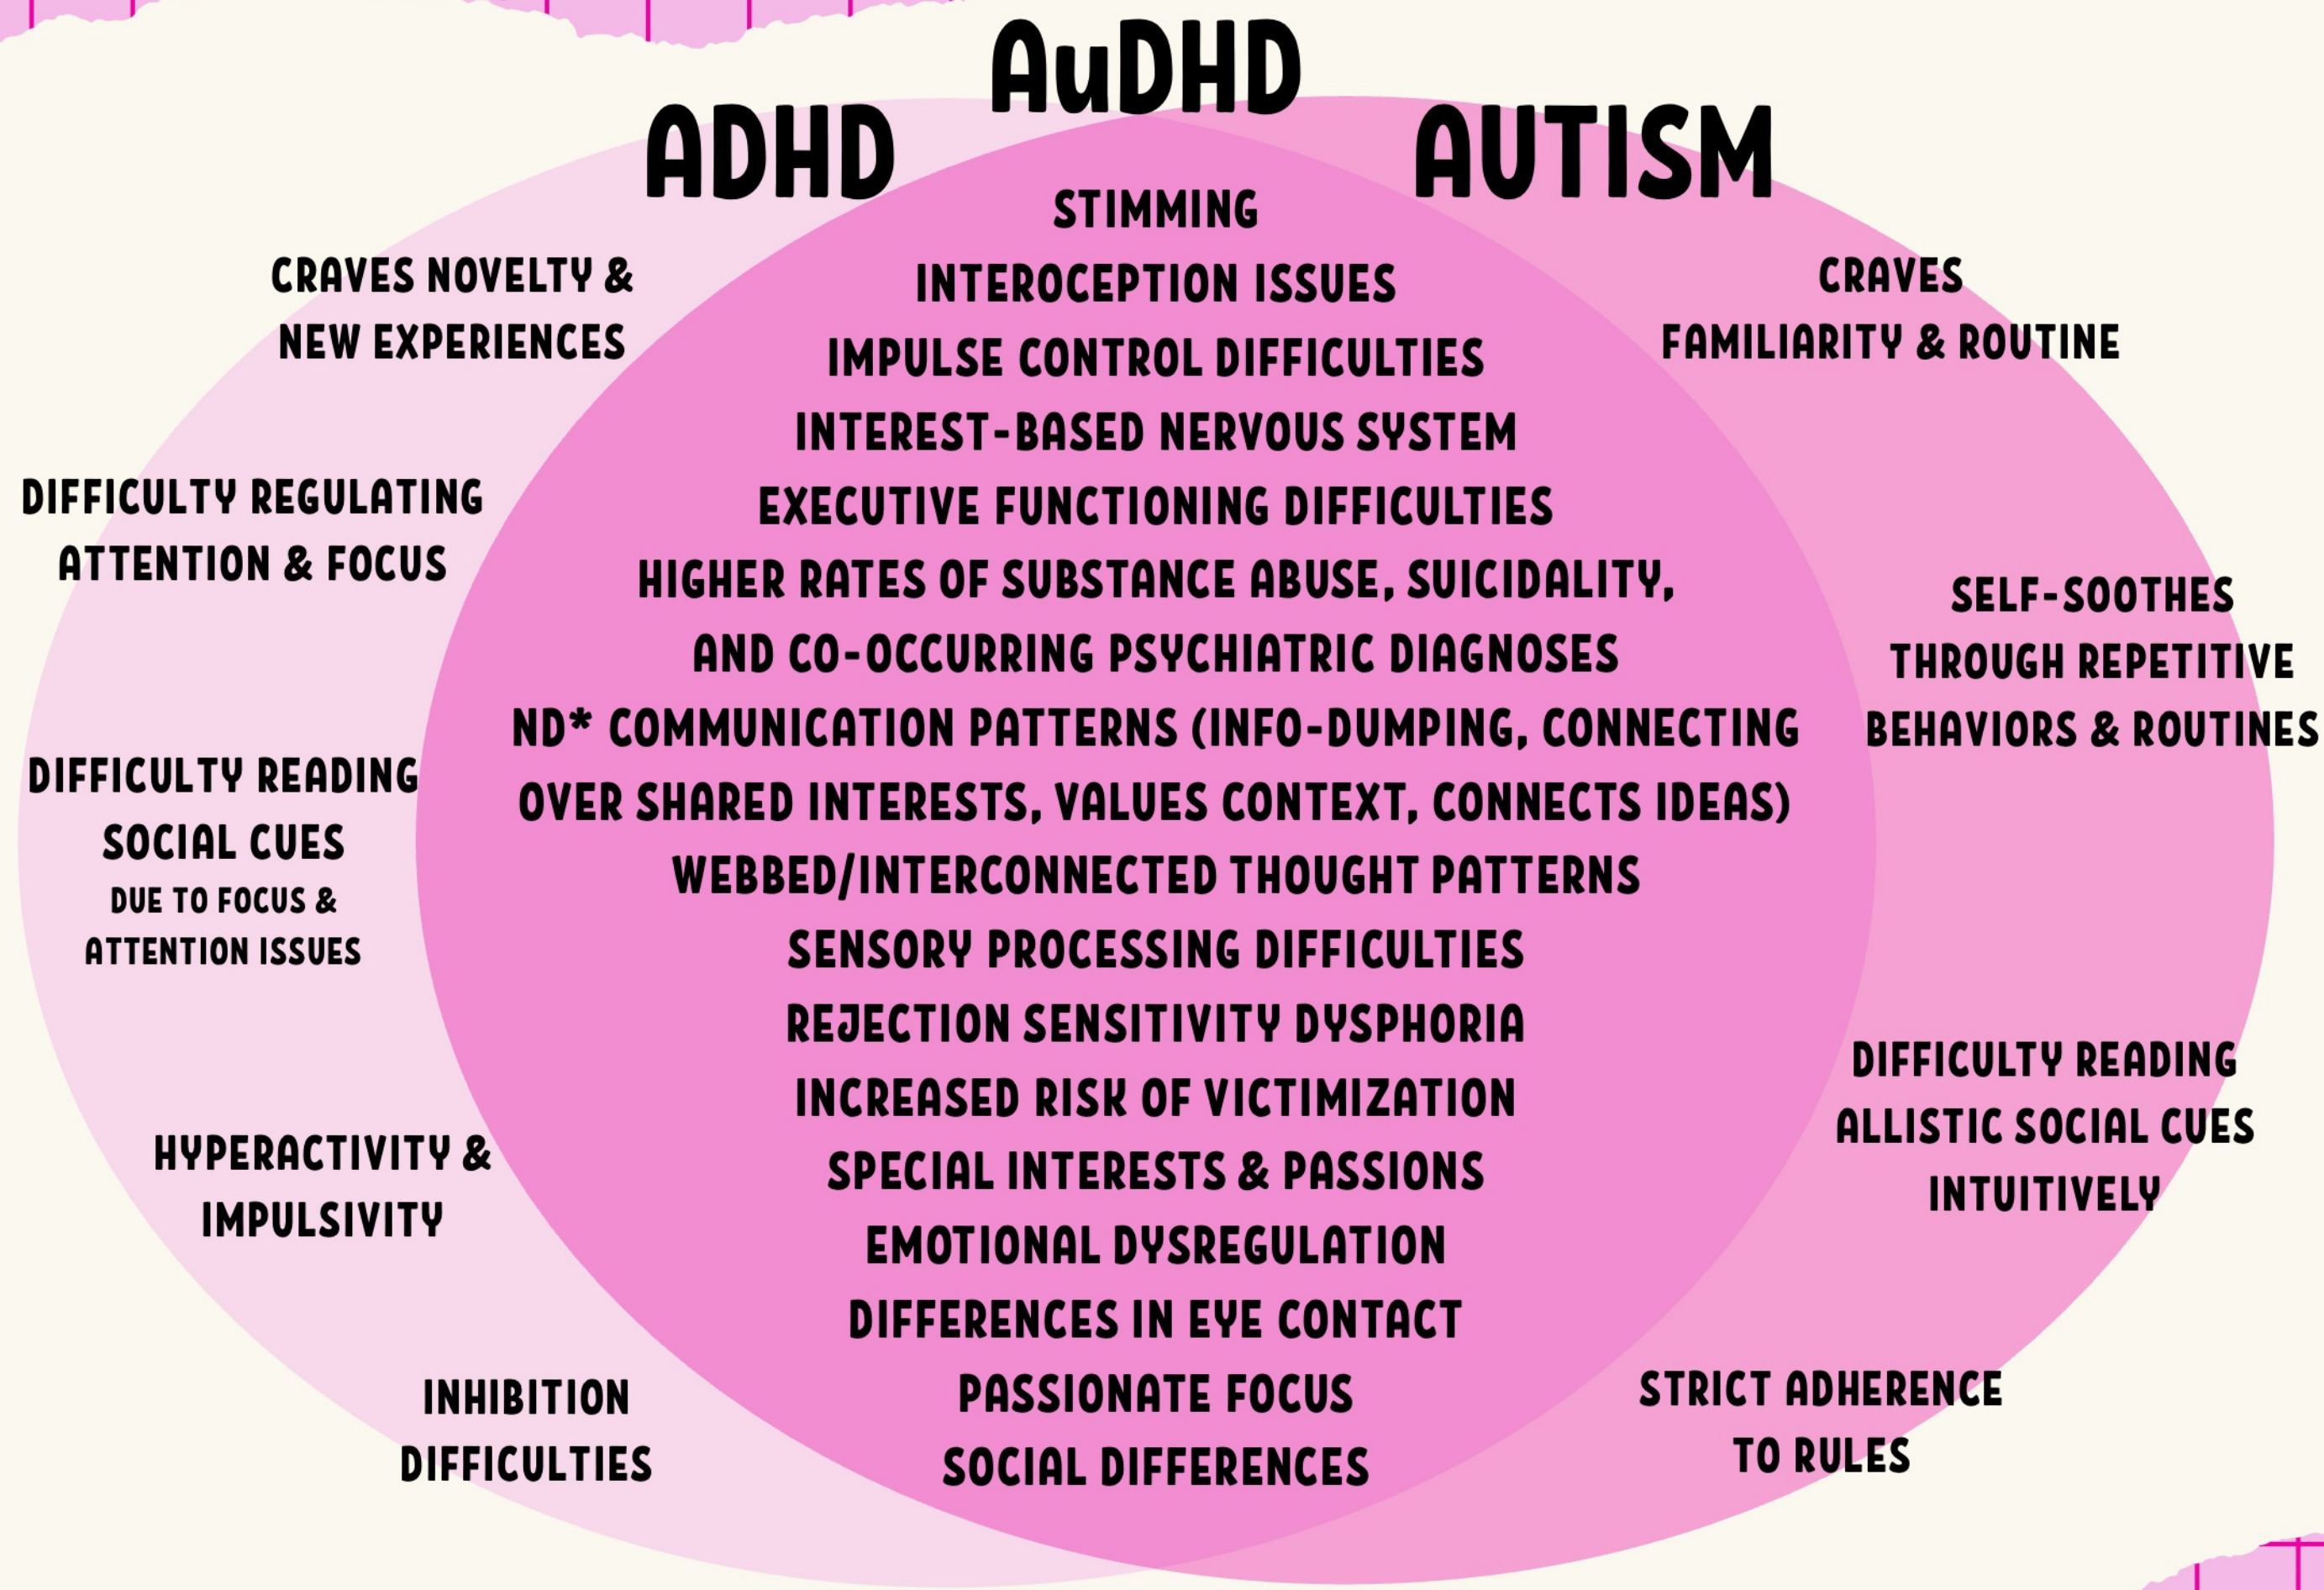 AuDHD
ADHD
AUTISM
CRAVES NOVELTY &
NEW EXPERIENCES
DIFFICULTY REGULATING
ATTENTION & FOCUS
DIFFICULTY READING
SOCIAL CUES
DUE TO FOCUS &
ATTENTION ISSUES
HYPERACTIVITY &
IMPULSIVITY
INHIBITION
DIFFICULTIES
STIMMING
INTEROCEPTION ISSUES
IMPULSE CONTROL DIFFICULTIES
INTEREST-BASED NERVOUS SYSTEM
EXECUTIVE FUNCTIONING DIFFICULTIES
HIGHER RATES OF SUBSTANCE ABUSE, SUICIDALITY,
AND CO-OCCURRING PSYCHIATRIC DIAGNOSES
ND* COMMUNICATION PATTERNS (INFO-DUMPING, CONNECTING
OVER SHARED INTERESTS, VALUES CONTEXT, CONNECTS IDEAS)
WEBBED/INTERCONNECTED THOUGHT PATTERNS
SENSORY PROCESSING DIFFICULTIES
REJECTION SENSITIVITY DYSPHORIA
INCREASED RISK OF VICTIMIZATION
SPECIAL INTERESTS & PASSIONS
EMOTIONAL DYSREGULATION
DIFFERENCES IN EYE CONTACT
PASSIONATE FOCUS
SOCIAL DIFFERENCES
CRAVES
FAMILIARITY & ROUTINE
SELF-SOOTHES
THROUGH REPETITIVE
BEHAVIORS & ROUTINES
DIFFICULTY READING
ALLISTIC SOCIAL CUES
INTUITIVELY
STRICT ADHERENCE
TO RULES